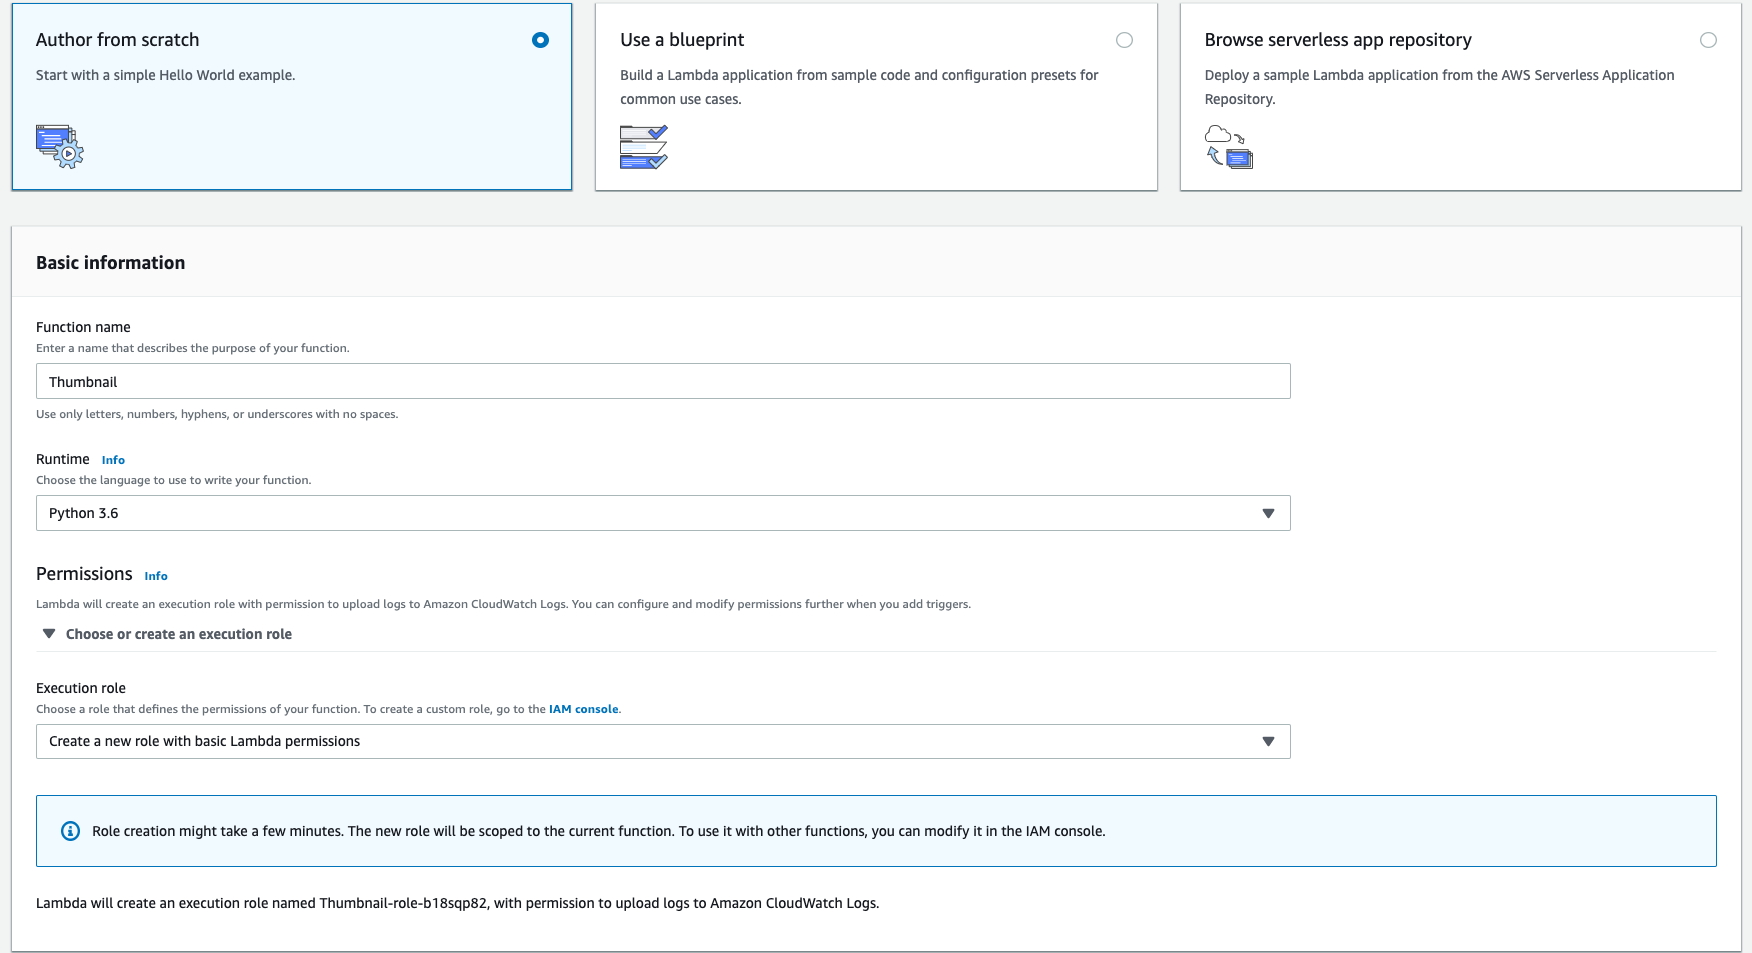 Author from scratch
Start with a simple Hello World example.
Use a blueprint
Build a Lambda application from sample code and configuration presets for
common use cases.
Browse serverless app repository
Deploy a sample Lambda application from the AWS Serverless Application
Repository.
Basic information
Function name
Enter a name that describes the purpose of your function.
Thumbnail
Use only letters, numbers, hyphens, or underscores with no spaces.
Runtime Info
Choose the language to use to write your function.
Python 3.6
Permissions Info
Lambda will create an execution role with permission to upload logs to Amazon CloudWatch Logs. You can configure and modify permissions further when you add triggers.
Choose or create an execution role
Execution role
Choose a role that defines the permissions of your function. To create a custom role, go to the IAM console.
Create a new role with basic Lambda permissions
Role creation might take a few minutes. The new role will be scoped to the current function. To use it with other functions, you can modify it in the IAM console.
Lambda will create an execution role named Thumbnail-role-b18sqp82, with permission to upload logs to Amazon CloudWatch Logs.